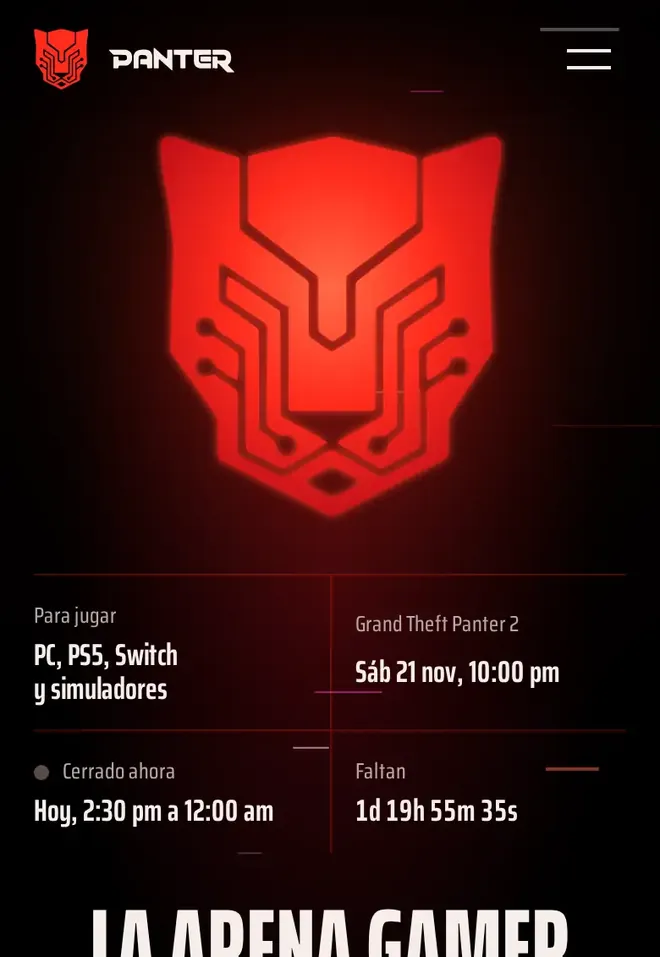 PANTER
Para jugar
PC, PS5, Switch
y simuladores
Grand Theft Panter 2
Sáb 21 nov, 10:00 pm
Cerrado ahora
Hoy, 2:30 pm a 12:00 am
Faltan
1d 19h 55m 35s
LA ARENA GAMER